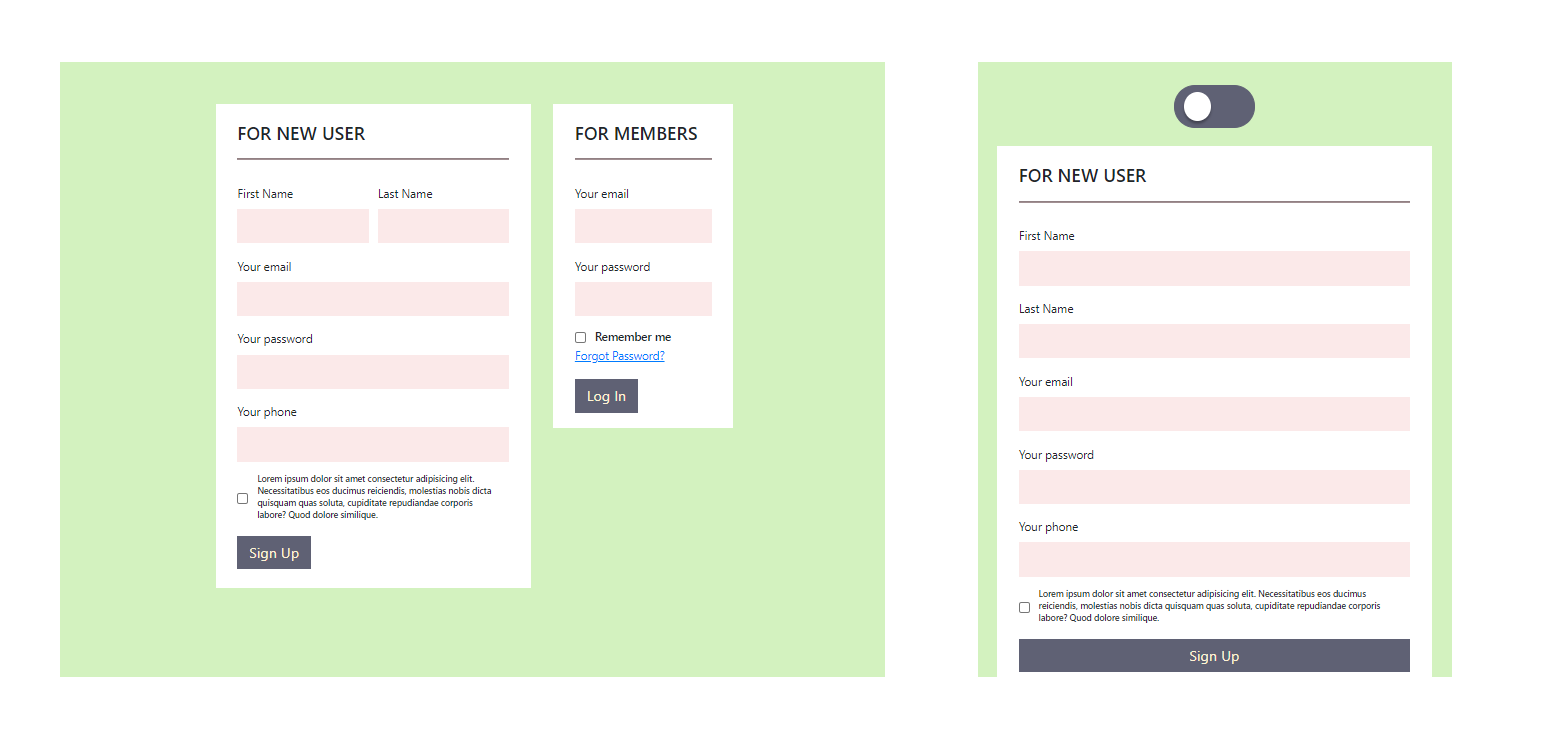 FOR NEW USER
First Name
Last Name
Your email
Your password
Your phone
Lorem ipsum dolor sit amet consectetur adipisicing elit.
Necessitatibus eos ducimus reiciendis, molestias nobis dicta
quisquam quas soluta, cupiditate repudiandae corporis
labore? Quod dolore similique.
Sign Up
FOR MEMBERS
Your email
Your password
Remember me
Forgot Password?
Log In
FOR NEW USER
First Name
Last Name
Your email
Your password
Your phone
Lorem ipsum dolor sit amet consectetur adipisicing elit. Necessitatibus eos ducimus
reiciendis, molestias nobis dicta quisquam quas soluta, cupiditate repudiandae corporis
labore? Quod dolore similique.
Sign Up